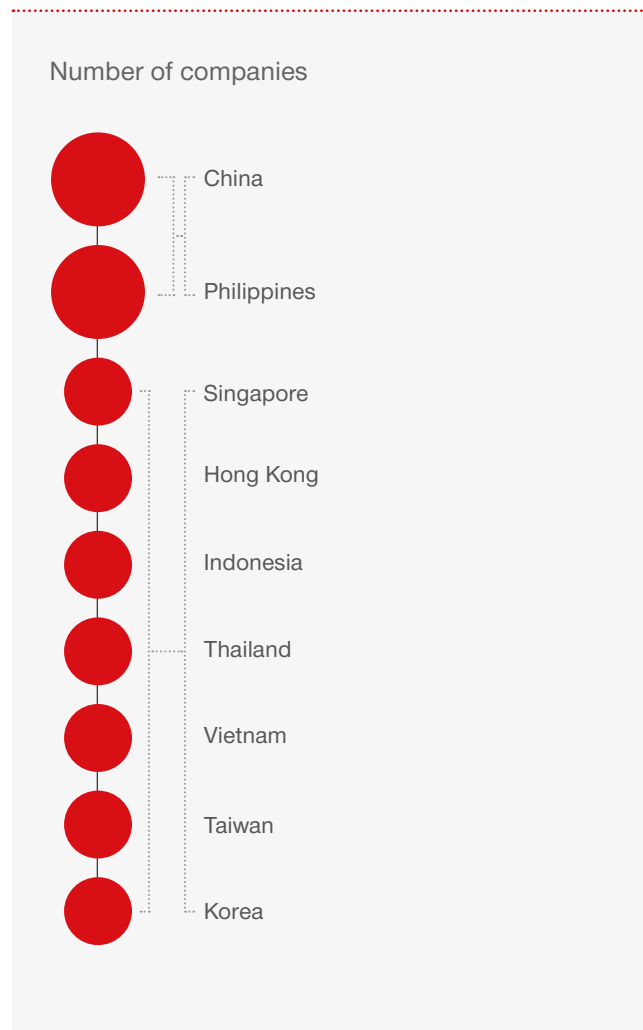 Number of companies
China
Philippines
Singapore
Hong Kong
Indonesia
Thailand
Vietnam
Taiwan
Korea